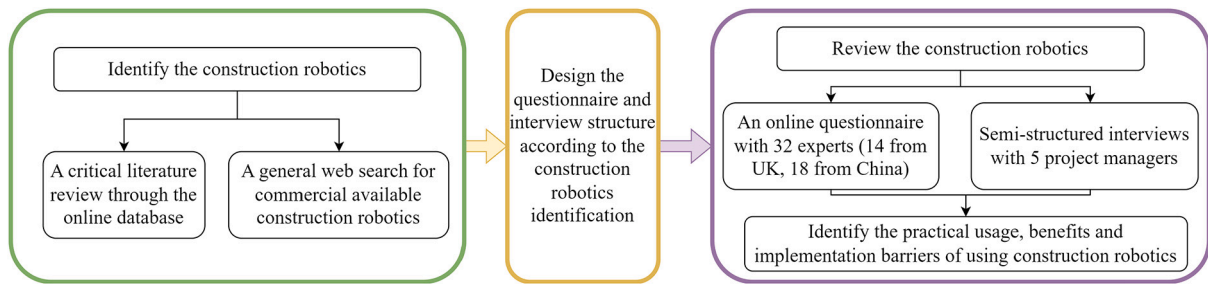 Identify the construction robotics
A critical literature
review through the
online database
A general web search for
commercial available
construction robotics
Design the
questionnaire and
interview structure
according to the
construction
robotics
identification
Review the construction robotics
An online questionnaire
with 32 experts (14 from
UK, 18 from China)
Semi-structured interviews
with 5 project managers
Identify the practical usage, benefits and
implementation barriers of using construction robotics